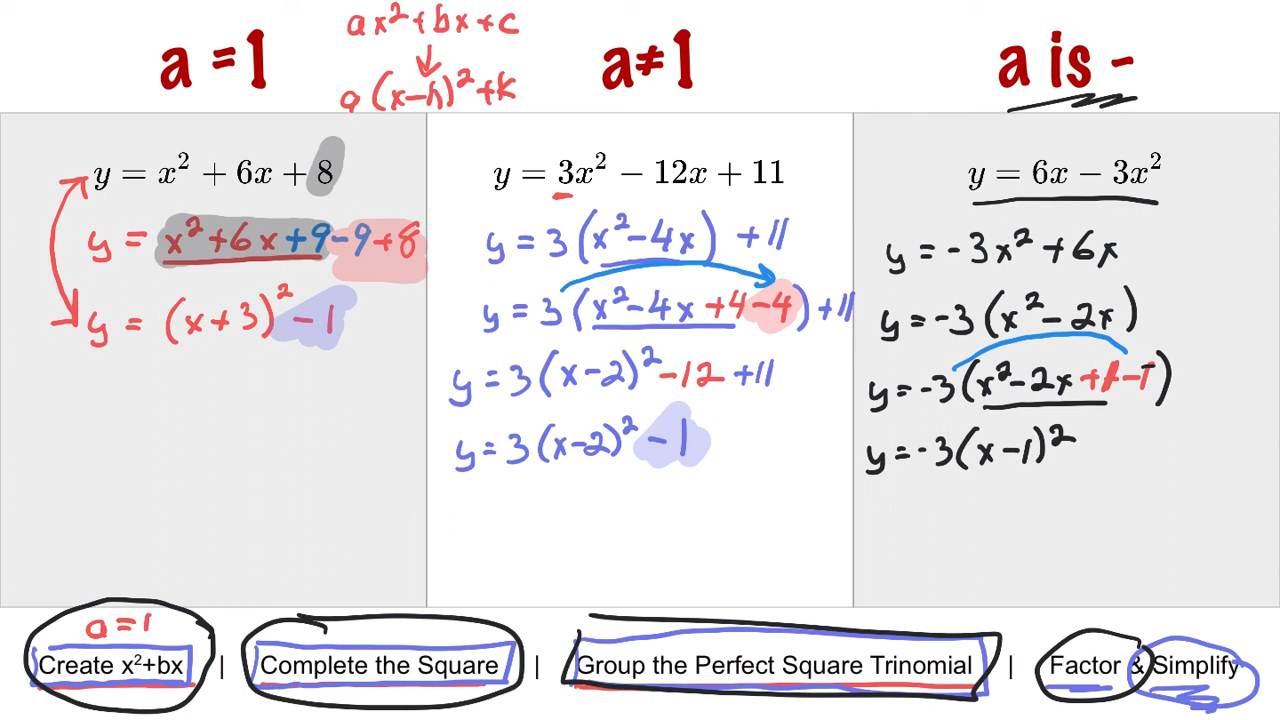 a = 1
ax² + bx + c
↓
a(x-h)² + k
a ≠ 1
a is -
y = x² + 6x + 8
y = x² + 6x + 9 - 9 + 8
y = (x + 3)² - 1
y = 3x² − 12x + 11
y = 3(x² - 4x) + 11
y = 3(x² - 4x + 4 - 4) + 11
y = 3(x - 2)² - 12 + 11
y = 3(x - 2)² - 1
y = 6x − 3x²
y = -3x² + 6x
y = -3(x² - 2x)
y = -3(x² - 2x + 1 - 1)
y = -3(x - 1)²
a = 1
Create x²+bx | Complete the Square | Group the Perfect Square Trinomial | Factor & Simplify